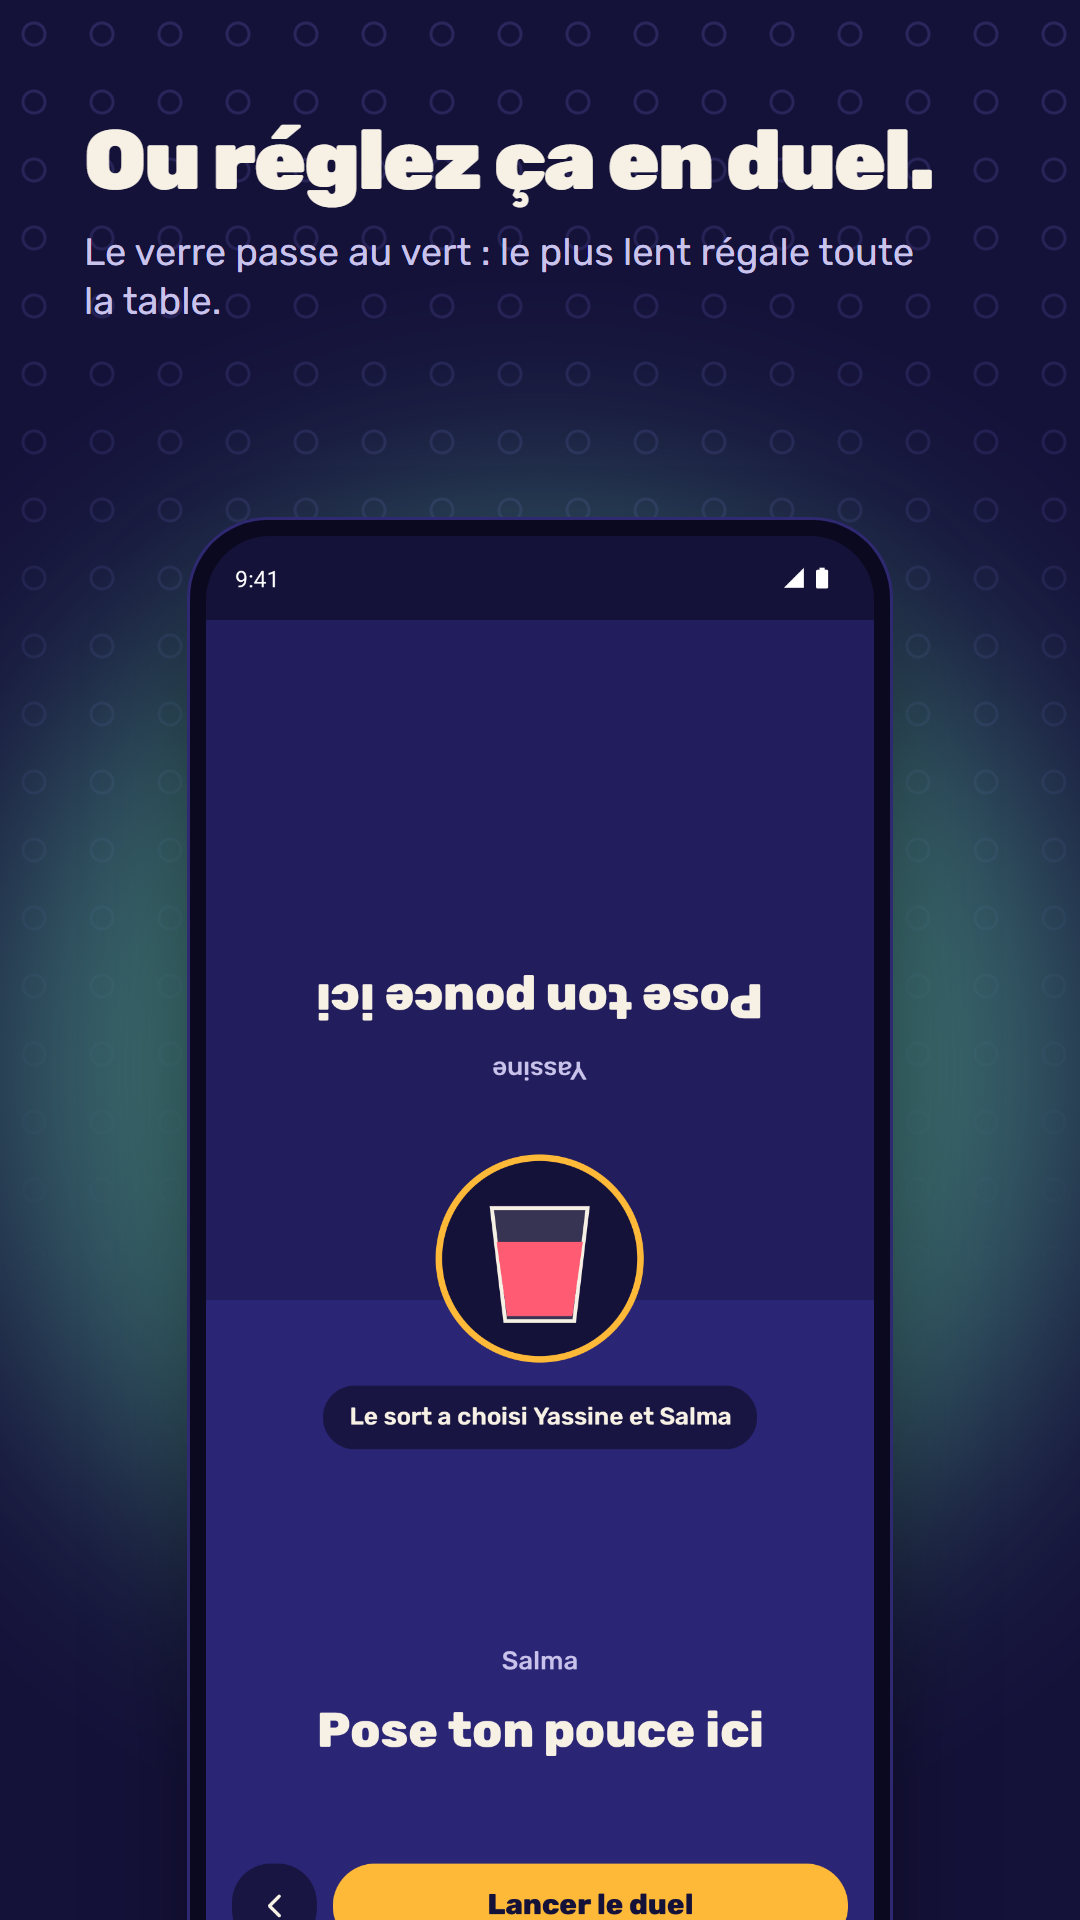 Ou réglez ça en duel.
Le verre passe au vert : le plus lent régale toute
la table.
9:41
Pose ton pouce ici
Yassine
Le sort a choisi Yassine et Salma
Salma
Pose ton pouce ici
Lancer le duel